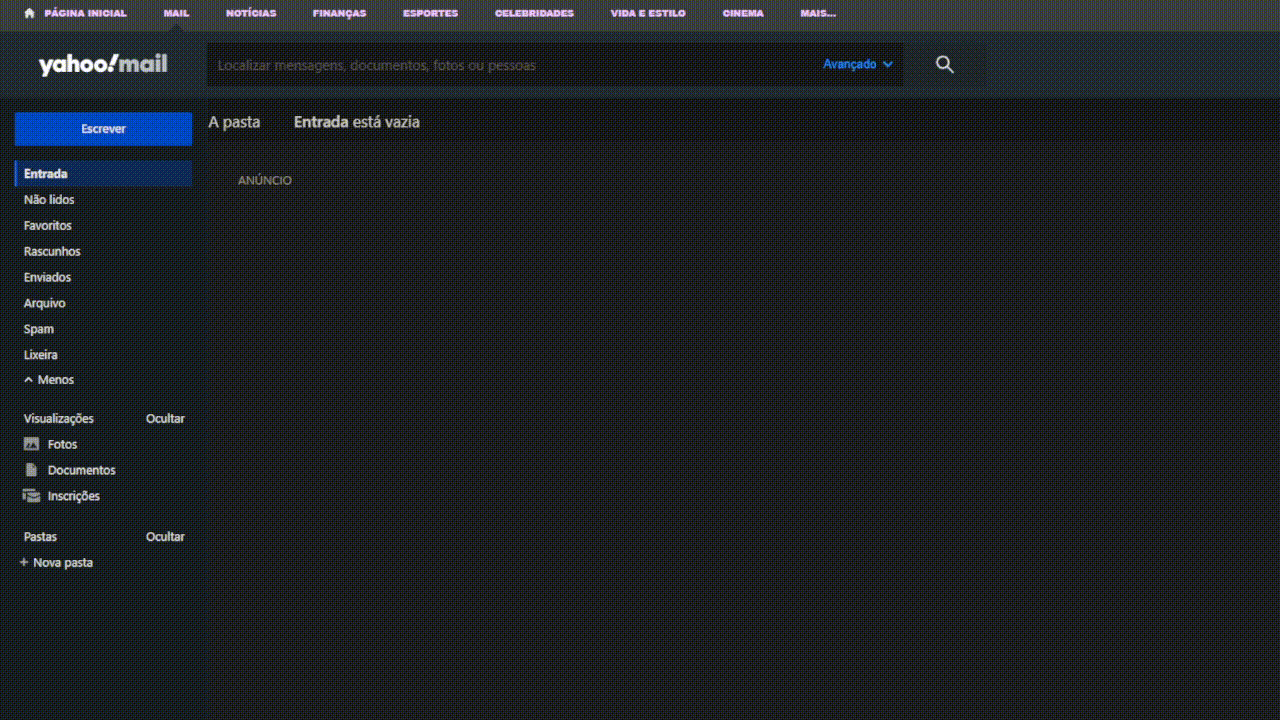 PÁGINA INICIAL MAIL NOTÍCIAS FINANÇAS ESPORTES CELEBRIDADES VIDA E ESTILO CINEMA MAIS...
yahoo!mail
Localizar mensagens, documentos, fotos ou pessoas Avançado
Escrever
A pasta Entrada está vazia
ANÚNCIO
Entrada
Não lidos
Favoritos
Rascunhos
Enviados
Arquivo
Spam
Lixeira
Menos
Visualizações Ocultar
Fotos
Documentos
Inscrições
Pastas Ocultar
+ Nova pasta